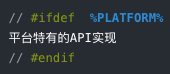 // #ifdef  %PLATFORM%
平台特有的API实现
// #endif